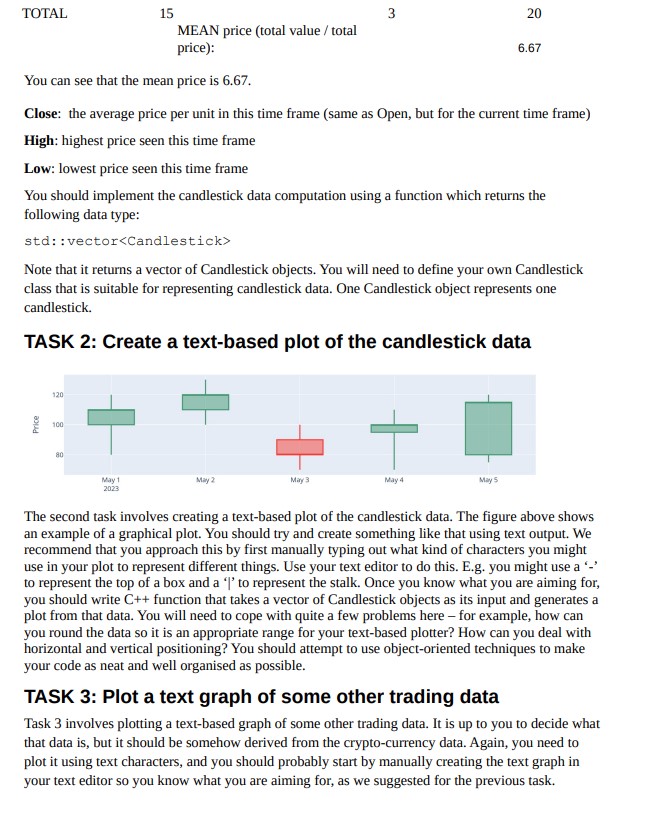 TOTAL 15 3 20
MEAN price (total value / total
price): 6.67
You can see that the mean price is 6.67.
Close: the average price per unit in this time frame (same as Open, but for the current time frame)
High: highest price seen this time frame
Low: lowest price seen this time frame
You should implement the candlestick data computation using a function which returns the
following data type:
std::vector<Candlestick>
Note that it returns a vector of Candlestick objects. You will need to define your own Candlestick
class that is suitable for representing candlestick data. One Candlestick object represents one
candlestick.
TASK 2: Create a text-based plot of the candlestick data
120
100
80
Price
May 1 May 2 May 3 May 4 May 5
2023
The second task involves creating a text-based plot of the candlestick data. The figure above shows
an example of a graphical plot. You should try and create something like that using text output. We
recommend that you approach this by first manually typing out what kind of characters you might
use in your plot to represent different things. Use your text editor to do this. E.g. you might use a ‘-’
to represent the top of a box and a ‘|’ to represent the stalk. Once you know what you are aiming for,
you should write C++ function that takes a vector of Candlestick objects as its input and generates a
plot from that data. You will need to cope with quite a few problems here – for example, how can
you round the data so it is an appropriate range for your text-based plotter? How can you deal with
horizontal and vertical positioning? You should attempt to use object-oriented techniques to make
your code as neat and well organised as possible.
TASK 3: Plot a text graph of some other trading data
Task 3 involves plotting a text-based graph of some other trading data. It is up to you to decide what
that data is, but it should be somehow derived from the crypto-currency data. Again, you need to
plot it using text characters, and you should probably start by manually creating the text graph in
your text editor so you know what you are aiming for, as we suggested for the previous task.